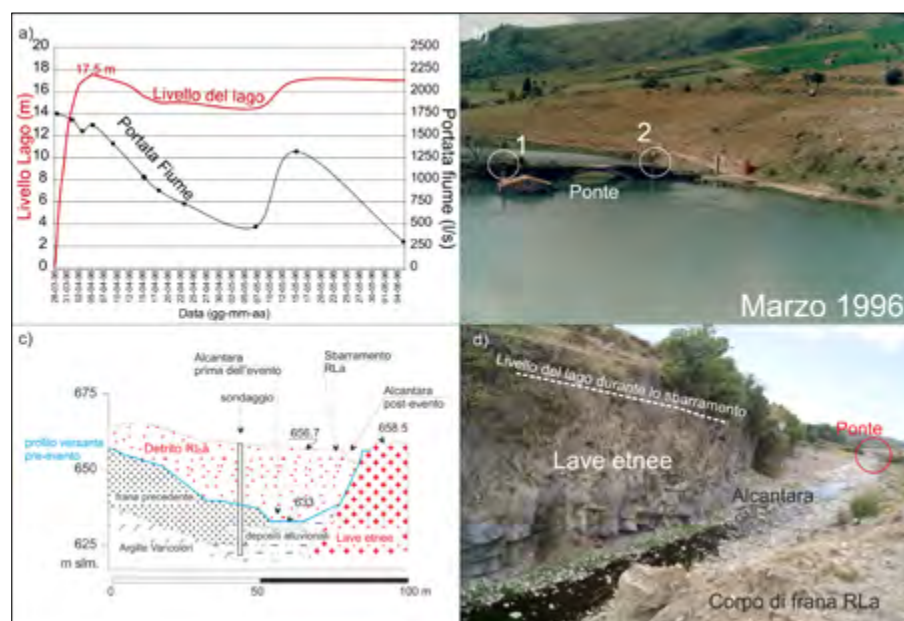 a)
20
18
16
14
12
10
8
6
4
2
0
Livello Lago (m)
17.5 m
Livello del lago
Portata Fiume
2500
2250
2000
1750
1500
1250
1000
750
500
250
0
Portata fiume (l/s)
Data (gg-mm-aa)
1
2
Ponte
Marzo 1996
c)
Alcantara
prima dell'evento
Sbarramento
RLa
sondaggio
Alcantara
post-evento
675
650
625
m slm.
profilo versante
pre-evento
Detrito RLa
656.7
658.5
frana precedente
633
depositi alluvionali
Argille Varicolori
Lave etnee
0
50
100 m
d)
Livello del lago durante lo sbarramento
Ponte
Lave etnee
Alcantara
Corpo di frana RLa